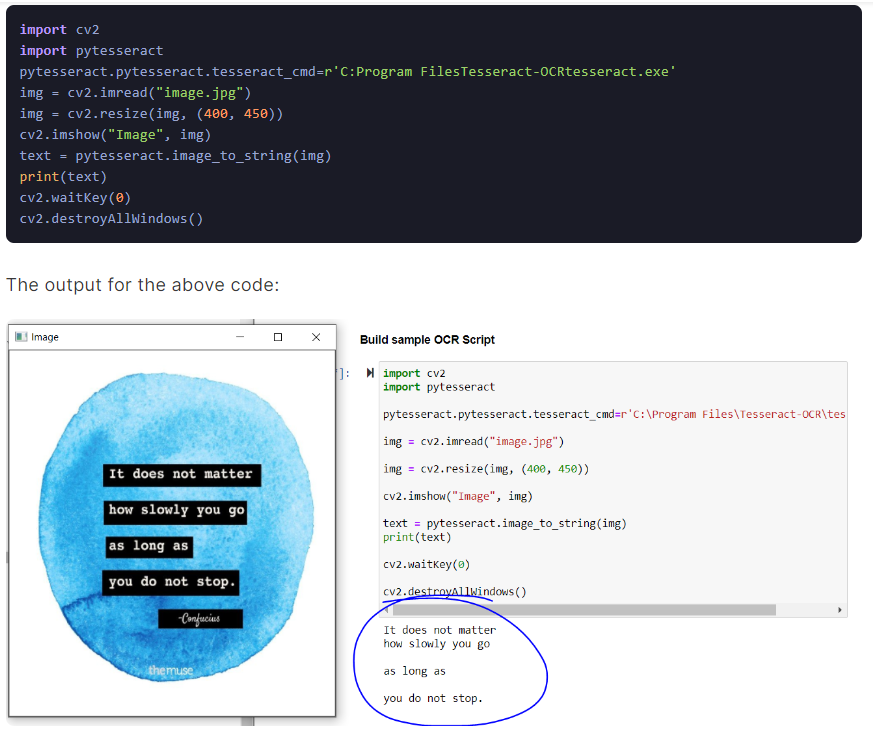 import cv2
import pytesseract
pytesseract.pytesseract.tesseract_cmd=r'C:Program FilesTesseract-OCRtesseract.exe'
img = cv2.imread("image.jpg")
img = cv2.resize(img, (400, 450))
cv2.imshow("Image", img)
text = pytesseract.image_to_string(img)
print(text)
cv2.waitKey(0)
cv2.destroyAllWindows()
The output for the above code:
Image
It does not matter
how slowly you go
as long as
you do not stop.
-Confucius
themuse
Build sample OCR Script
]:
import cv2
import pytesseract
pytesseract.pytesseract.tesseract_cmd=r'C:\Program Files\Tesseract-OCR\tes
img = cv2.imread("image.jpg")
img = cv2.resize(img, (400, 450))
cv2.imshow("Image", img)
text = pytesseract.image_to_string(img)
print(text)
cv2.waitKey(0)
cv2.destroyAllWindows()
It does not matter
how slowly you go
as long as
you do not stop.